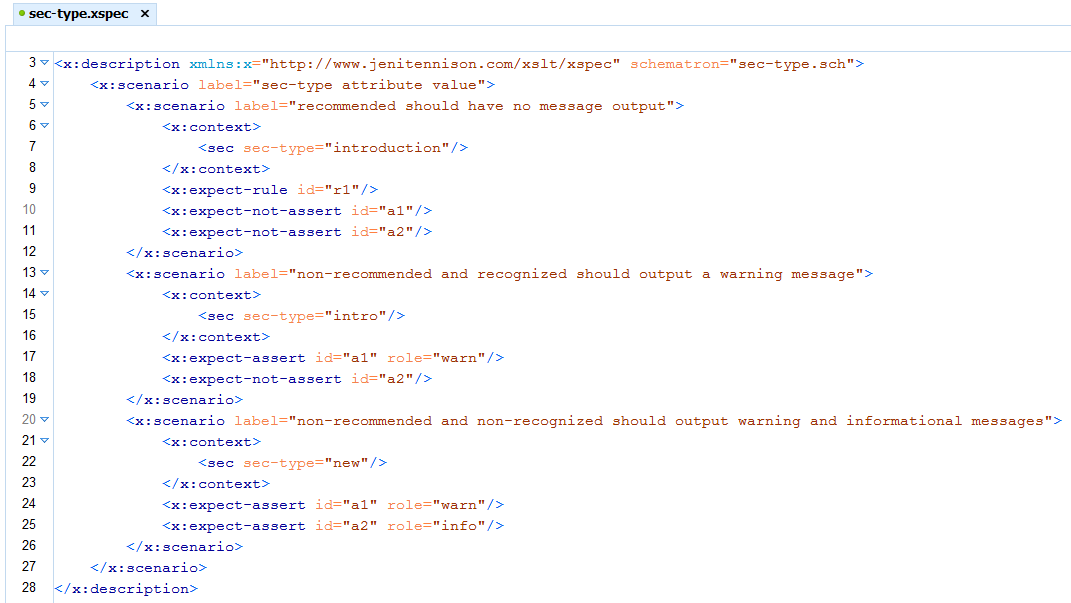 sec-type.xspec ×
3 <x:description xmlns:x="http://www.jenitennison.com/xslt/xspec" schematron="sec-type.sch">
4 <x:scenario label="sec-type attribute value">
5 <x:scenario label="recommended should have no message output">
6 <x:context>
7 <sec sec-type="introduction"/>
8 </x:context>
9 <x:expect-rule id="r1"/>
10 <x:expect-not-assert id="a1"/>
11 <x:expect-not-assert id="a2"/>
12 </x:scenario>
13 <x:scenario label="non-recommended and recognized should output a warning message">
14 <x:context>
15 <sec sec-type="intro"/>
16 </x:context>
17 <x:expect-assert id="a1" role="warn"/>
18 <x:expect-not-assert id="a2"/>
19 </x:scenario>
20 <x:scenario label="non-recommended and non-recognized should output warning and informational messages">
21 <x:context>
22 <sec sec-type="new"/>
23 </x:context>
24 <x:expect-assert id="a1" role="warn"/>
25 <x:expect-assert id="a2" role="info"/>
26 </x:scenario>
27 </x:scenario>
28 </x:description>